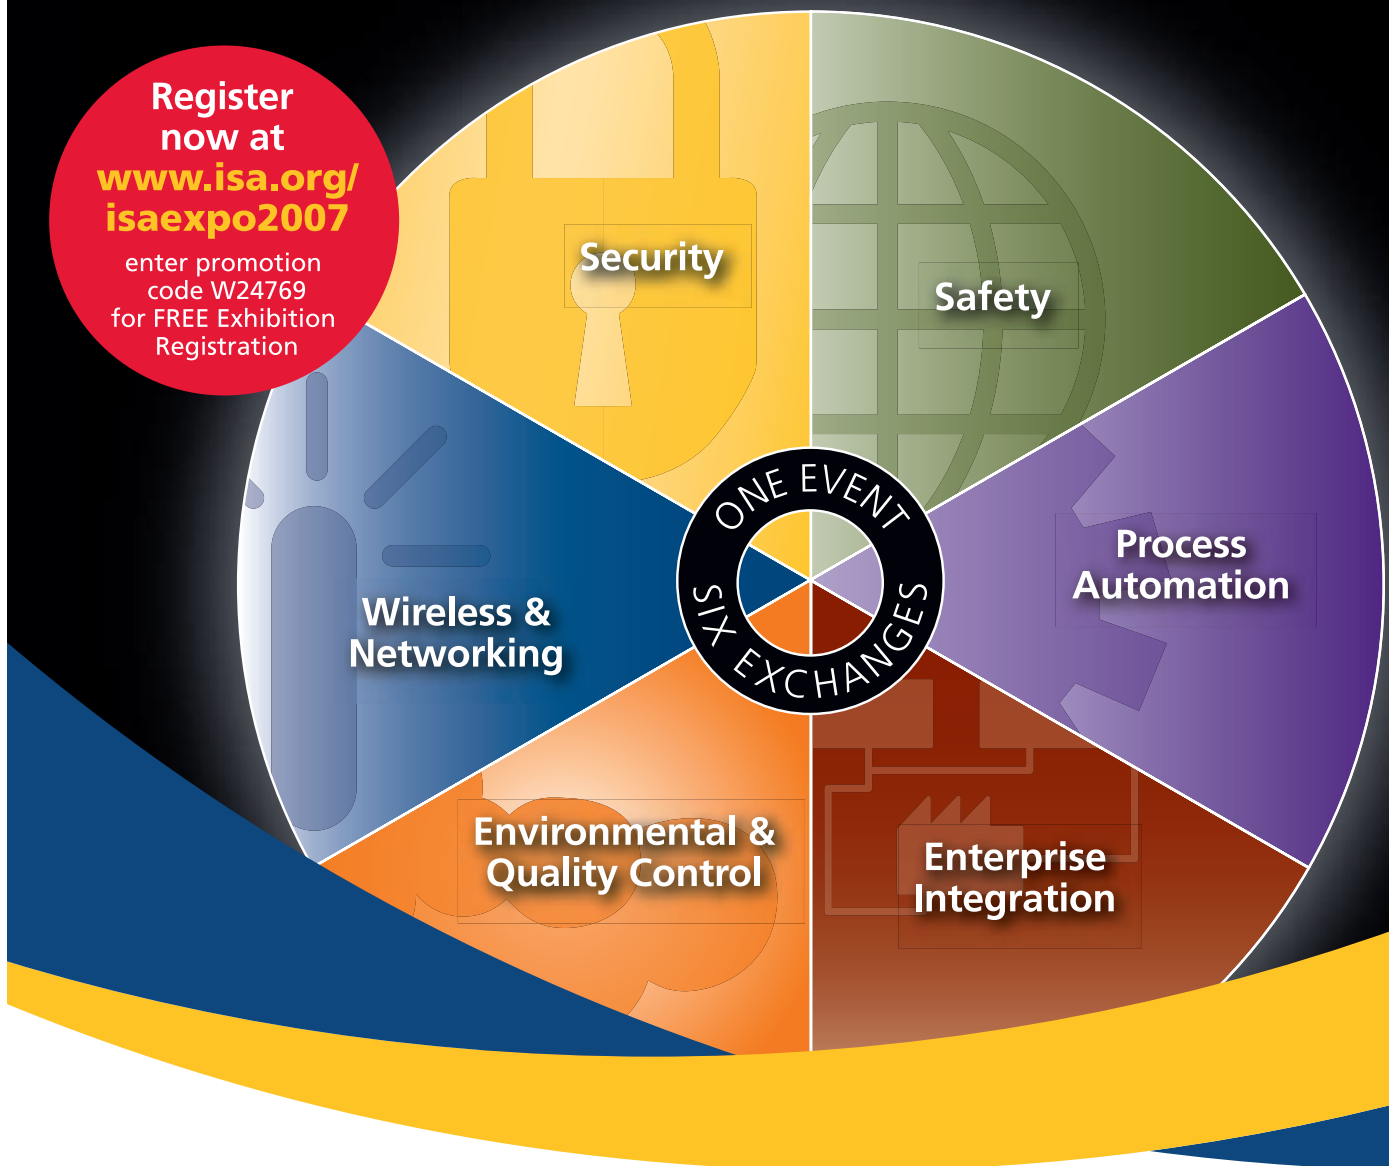 Register
now at
www.isa.org/
isaexpo2007
enter promotion
code W24769
for FREE Exhibition
Registration
Security
Safety
Process
Automation
ONE EVENT
SIX EXCHANGES
Wireless &
Networking
Environmental &
Quality Control
Enterprise
Integration